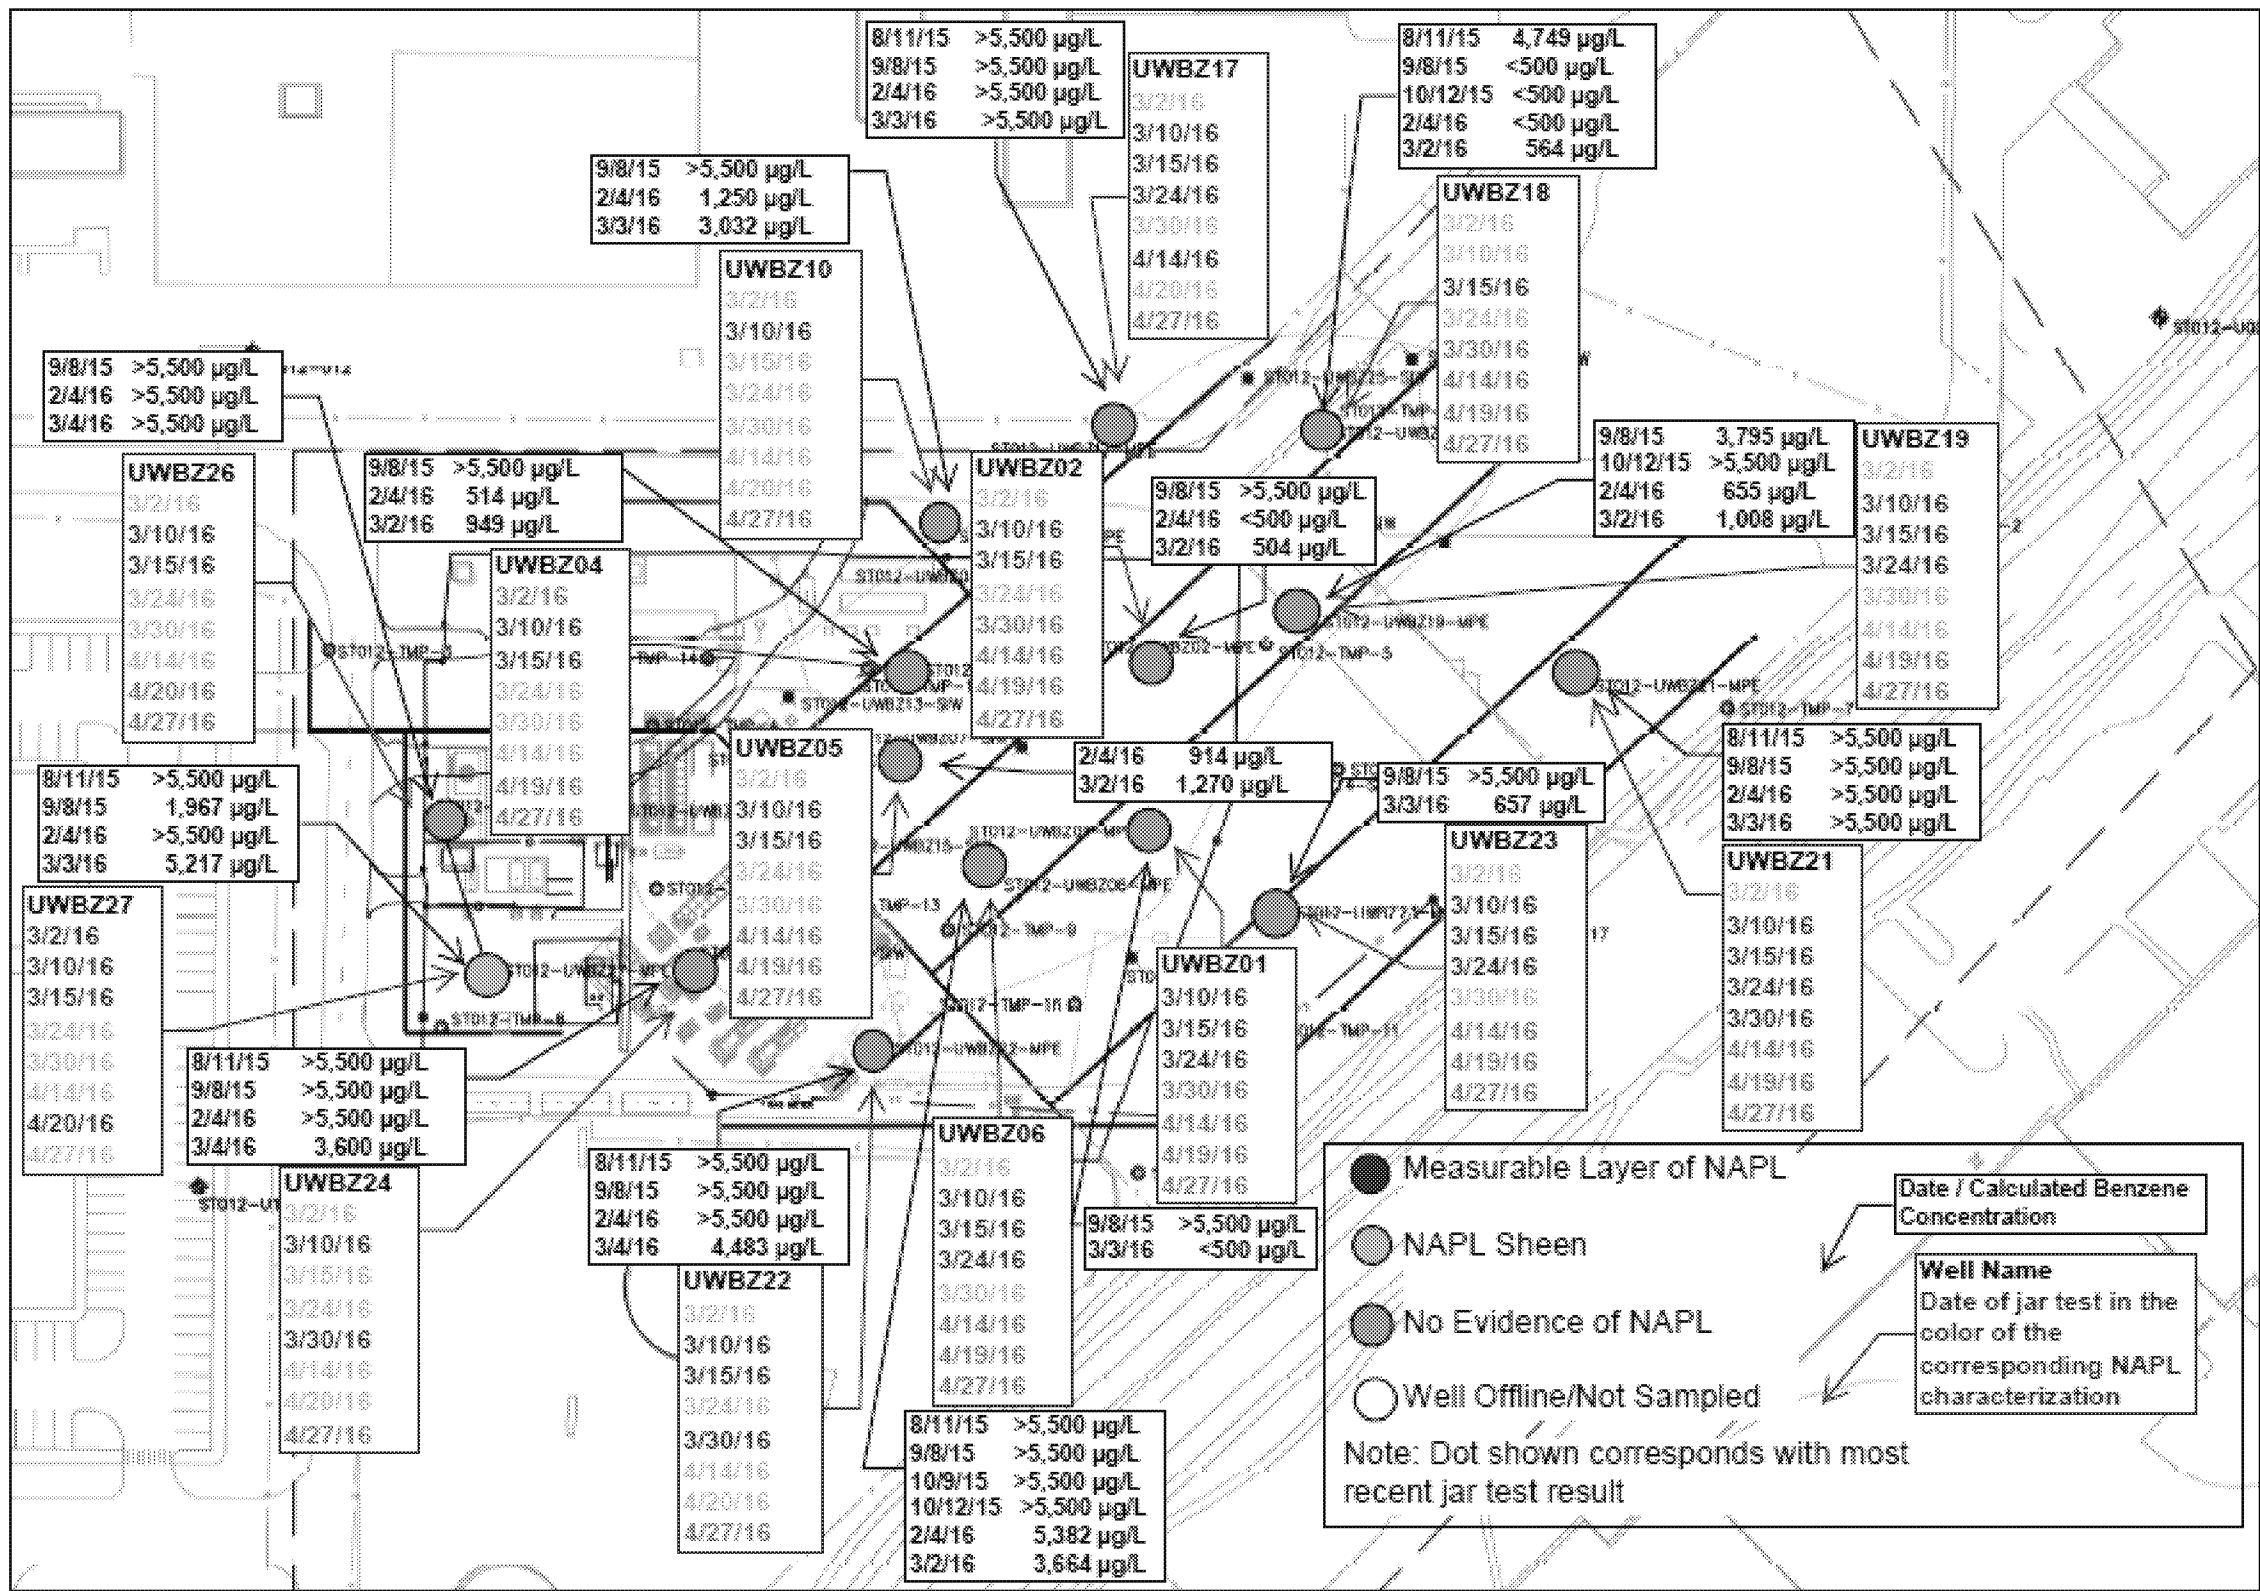 8/11/15 >5,500 µg/L
9/8/15 >5,500 µg/L
2/4/16 >5,500 µg/L
3/3/16 >5,500 µg/L
UWBZ17
3/2/16
3/10/16
3/15/16
3/24/16
3/30/16
4/14/16
4/20/16
4/27/16
8/11/15 4,749 µg/L
9/8/15 <500 µg/L
10/12/15 <500 µg/L
2/4/16 <500 µg/L
3/2/16 564 µg/L
UWBZ18
3/2/16
3/10/16
3/15/16
3/24/16
3/30/16
4/14/16
4/19/16
4/27/16
9/8/15 >5,500 µg/L
2/4/16 1,250 µg/L
3/3/16 3,032 µg/L
UWBZ10
3/2/16
3/10/16
3/15/16
3/24/16
3/30/16
4/14/16
4/20/16
4/27/16
9/8/15 >5,500 µg/L
2/4/16 >5,500 µg/L
3/4/16 >5,500 µg/L
UWBZ26
3/2/16
3/10/16
3/15/16
3/24/16
3/30/16
4/14/16
4/20/16
4/27/16
9/8/15 >5,500 µg/L
2/4/16 514 µg/L
3/2/16 949 µg/L
UWBZ04
3/2/16
3/10/16
3/15/16
3/24/16
3/30/16
4/14/16
4/19/16
4/27/16
UWBZ02
3/2/16
3/10/16
3/15/16
3/24/16
3/30/16
4/14/16
4/19/16
4/27/16
9/8/15 >5,500 µg/L
2/4/16 <500 µg/L
3/2/16 504 µg/L
9/8/15 3,795 µg/L
10/12/15 >5,500 µg/L
2/4/16 655 µg/L
3/2/16 1,008 µg/L
UWBZ19
3/2/16
3/10/16
3/15/16
3/24/16
3/30/16
4/14/16
4/19/16
4/27/16
ST012-UWBZ19-MPE
ST012-TMP-5
ST012-UWBZ13-SIW
ST012-UWBZ21-MPE
ST012-TMP-7
8/11/15 >5,500 µg/L
9/8/15 1,967 µg/L
2/4/16 >5,500 µg/L
3/3/16 5,217 µg/L
UWBZ27
3/2/16
3/10/16
3/15/16
3/24/16
3/30/16
4/14/16
4/20/16
4/27/16
UWBZ05
3/2/16
3/10/16
3/15/16
3/24/16
3/30/16
4/14/16
4/19/16
4/27/16
2/4/16 914 µg/L
3/2/16 1,270 µg/L
9/8/15 >5,500 µg/L
3/3/16 657 µg/L
8/11/15 >5,500 µg/L
9/8/15 >5,500 µg/L
2/4/16 >5,500 µg/L
3/3/16 >5,500 µg/L
UWBZ23
3/2/16
3/10/16
3/15/16
3/24/16
3/30/16
4/14/16
4/19/16
4/27/16
UWBZ21
3/2/16
3/10/16
3/15/16
3/24/16
3/30/16
4/14/16
4/19/16
4/27/16
ST012-UWBZ06-MPE
ST012-TMP-9
UWBZ01
3/10/16
3/15/16
3/24/16
3/30/16
4/14/16
4/19/16
4/27/16
8/11/15 >5,500 µg/L
9/8/15 >5,500 µg/L
2/4/16 >5,500 µg/L
3/4/16 3,600 µg/L
UWBZ24
3/2/16
3/10/16
3/15/16
3/24/16
3/30/16
4/14/16
4/20/16
4/27/16
8/11/15 >5,500 µg/L
9/8/15 >5,500 µg/L
2/4/16 >5,500 µg/L
3/4/16 4,483 µg/L
UWBZ22
3/2/16
3/10/16
3/15/16
3/24/16
3/30/16
4/14/16
4/20/16
4/27/16
UWBZ06
3/2/16
3/10/16
3/15/16
3/24/16
3/30/16
4/14/16
4/19/16
4/27/16
9/8/15 >5,500 µg/L
3/3/16 <500 µg/L
8/11/15 >5,500 µg/L
9/8/15 >5,500 µg/L
10/9/15 >5,500 µg/L
10/12/15 >5,500 µg/L
2/4/16 5,382 µg/L
3/2/16 3,664 µg/L
Measurable Layer of NAPL
NAPL Sheen
No Evidence of NAPL
Well Offline/Not Sampled
Note: Dot shown corresponds with most
recent jar test result
Date / Calculated Benzene
Concentration
Well Name
Date of jar test in the
color of the
corresponding NAPL
characterization